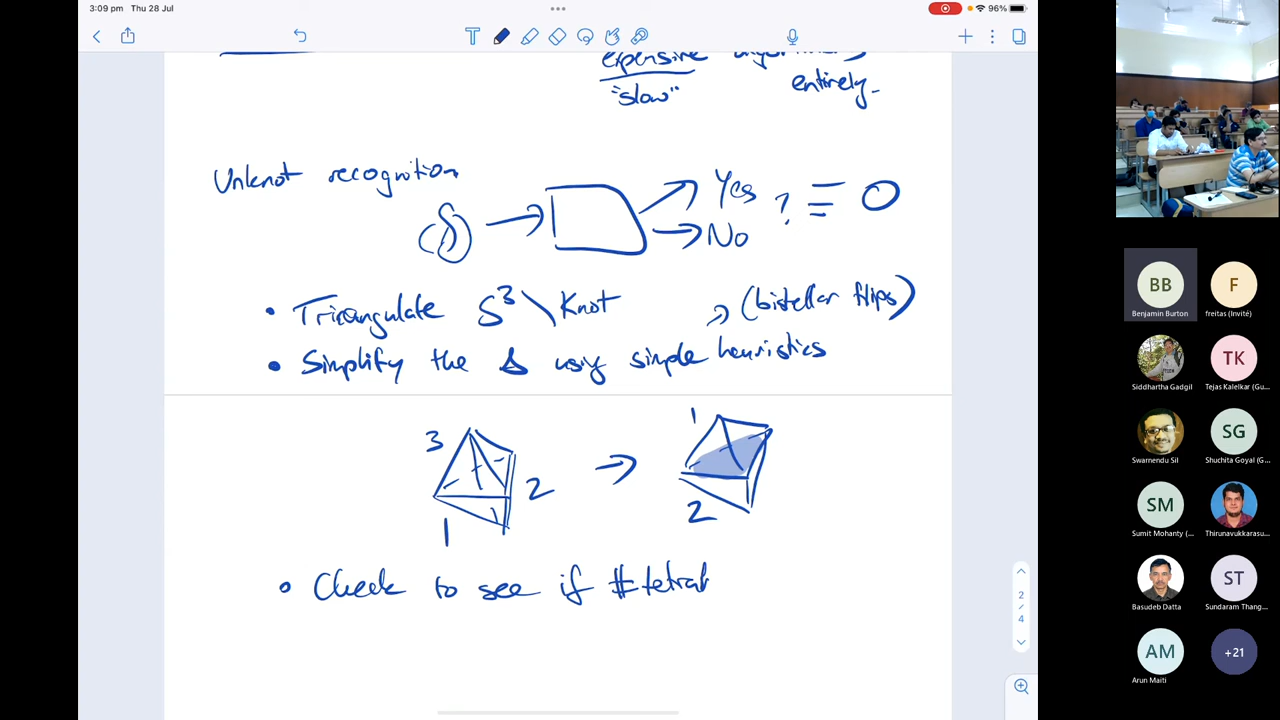 3:09 pm Thu 28 Jul
96%
expensive
"slow"
entirely.
Unknot recognition
Yes
No
? ≡ O
• Triangulate S³ \ Knot
(bistellar flips)
• Simplify the Δ using simple heuristics
3
2
1
→
1
2
• Check to see if #tetrah
2
/
4
BB
Benjamin Burton
F
freitas (Invité)
Siddhartha Gadgil
TK
Tejas Kalelkar (Gu...
Swarnendu Sil
SG
Shuchita Goyal (G...
SM
Sumit Mohanty (...
Thirunavukkarasu...
Basudeb Datta
ST
Sundaram Thang...
AM
Arun Maiti
+21